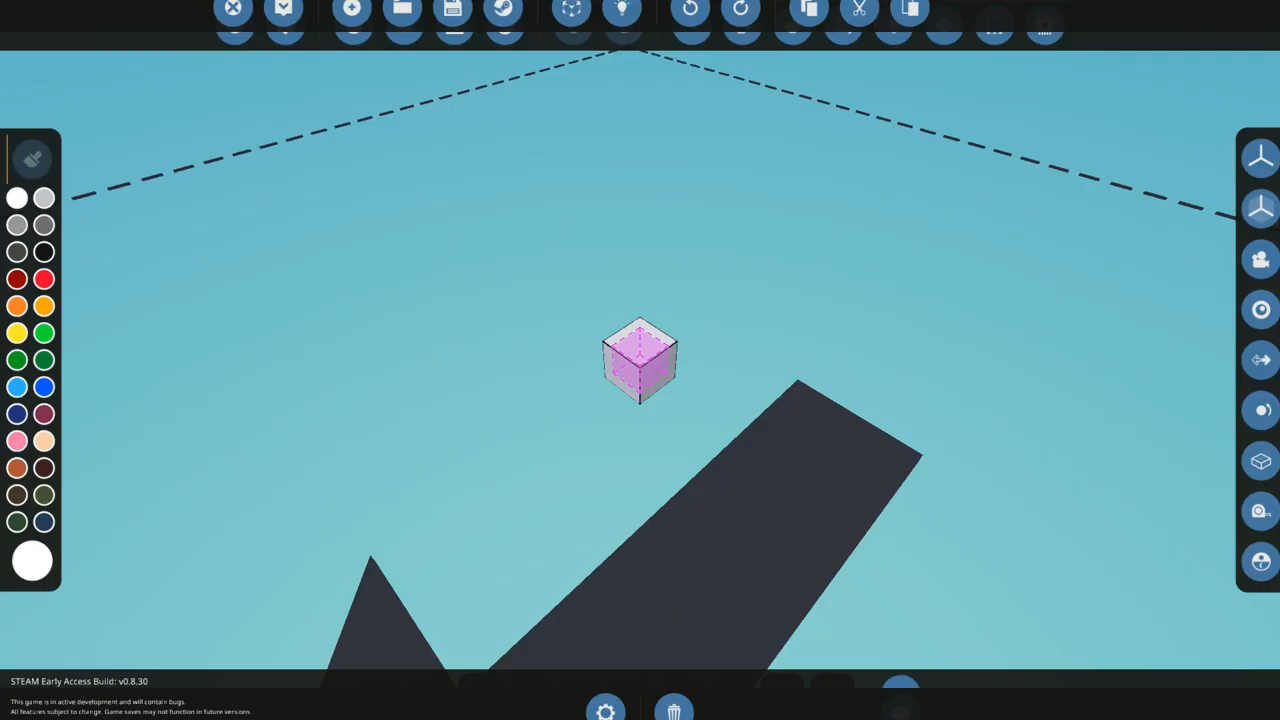 STEAM Early Access Build: v0.8.30
This game is in active development and will contain bugs.
All features subject to change. Game saves may not function in future versions.